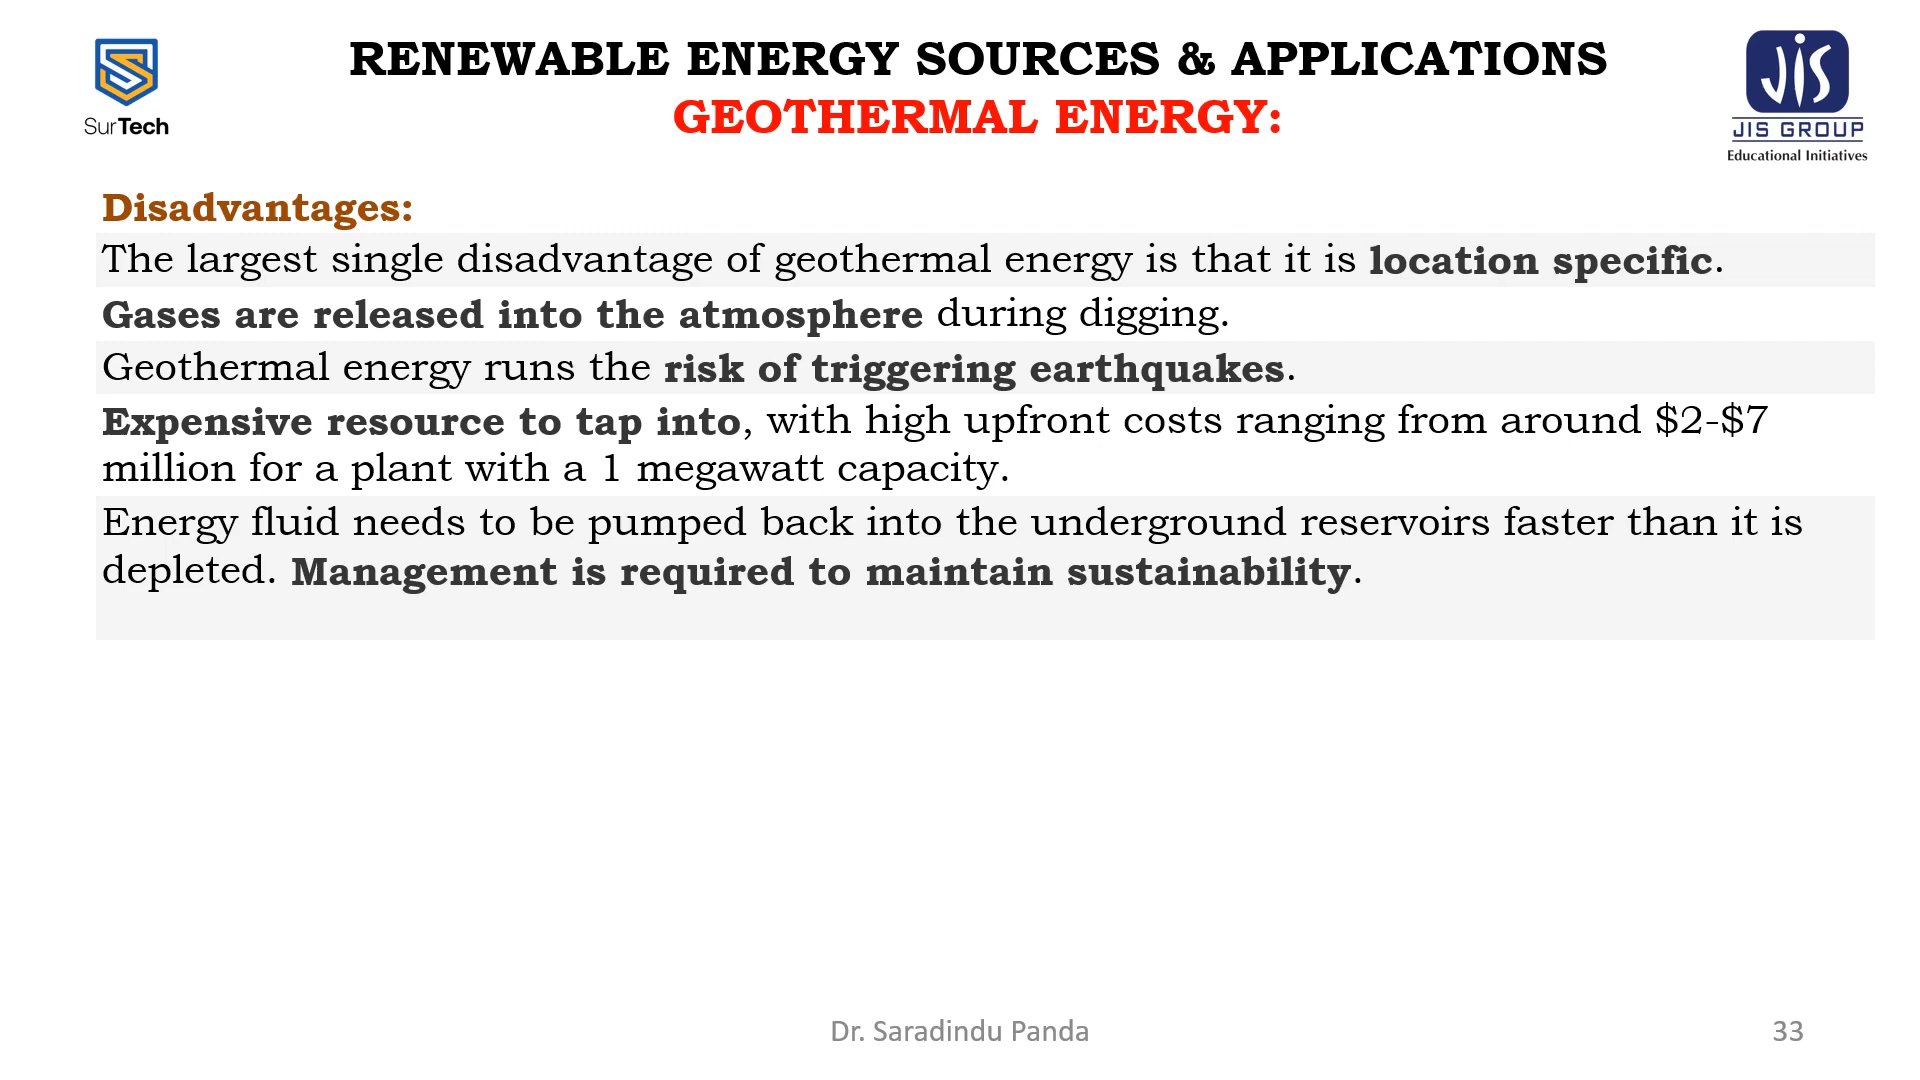 RENEWABLE ENERGY SOURCES & APPLICATIONS
GEOTHERMAL ENERGY:
SurTech
JIS
JIS GROUP
Educational Initiatives
Disadvantages:
The largest single disadvantage of geothermal energy is that it is location specific.
Gases are released into the atmosphere during digging.
Geothermal energy runs the risk of triggering earthquakes.
Expensive resource to tap into, with high upfront costs ranging from around $2-$7
million for a plant with a 1 megawatt capacity.
Energy fluid needs to be pumped back into the underground reservoirs faster than it is
depleted. Management is required to maintain sustainability.
Dr. Saradindu Panda
33